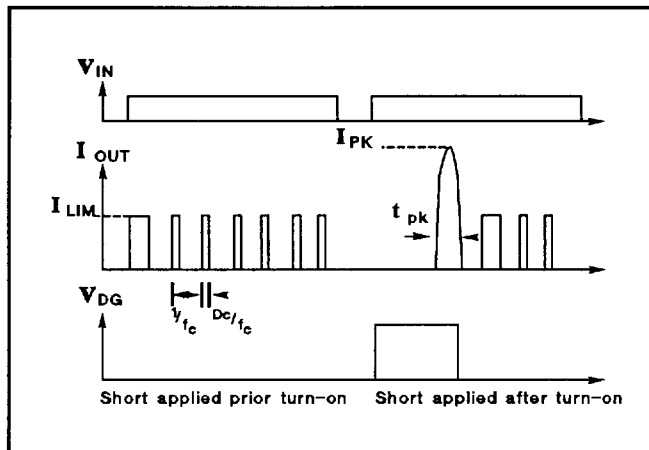 VIN
IPK
IOUT
ILIM
tpk
1/fc
Dc/fc
VDG
Short applied prior turn-on
Short applied after turn-on